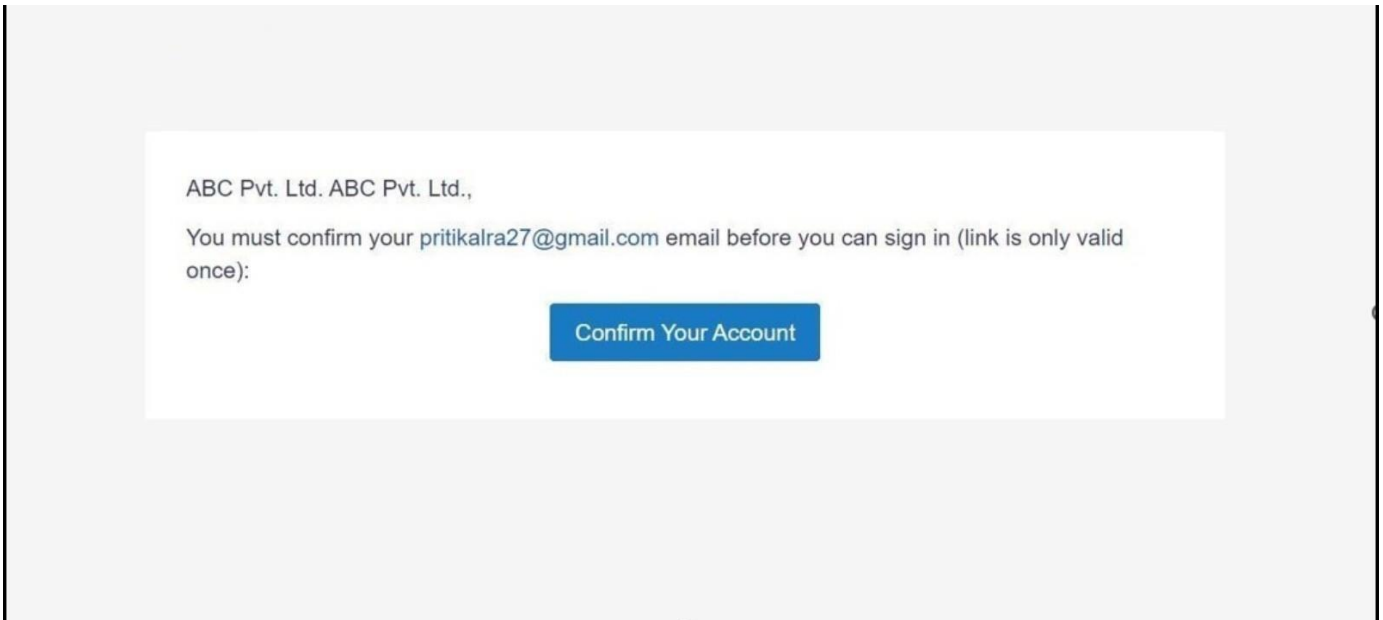 ABC Pvt. Ltd. ABC Pvt. Ltd.,
You must confirm your pritikalra27@gmail.com email before you can sign in (link is only valid
once):
Confirm Your Account